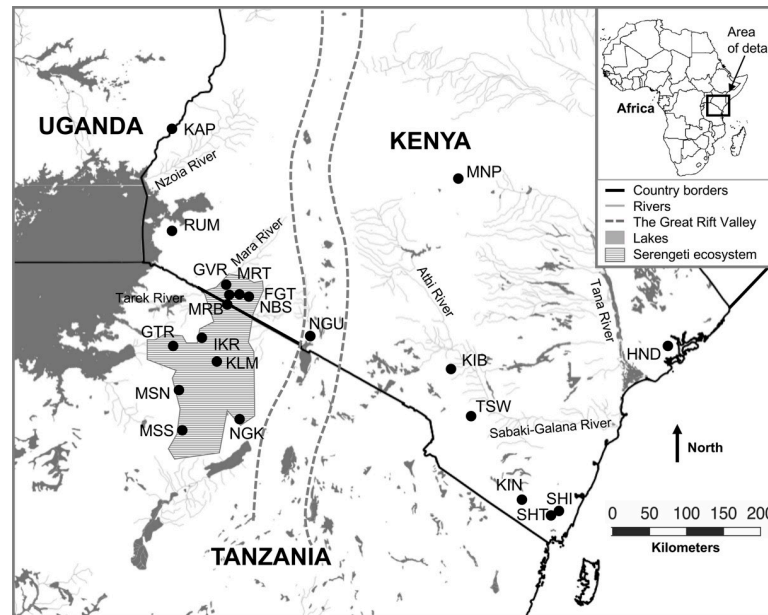 Area
of deta
Africa
Country borders
Rivers
The Great Rift Valley
Lakes
Serengeti ecosystem
UGANDA
KENYA
KAP
Nzoia River
MNP
RUM
Mara River
GVR
MRT
Athi River
Tana River
Tarek River
FGT
MRB
NBS
NGU
GTR
IKR
HND
KLM
KIB
MSN
TSW
MSS
NGK
Sabaki-Galana River
North
KIN
SHI
SHT
0 50 100 150 200
Kilometers
TANZANIA